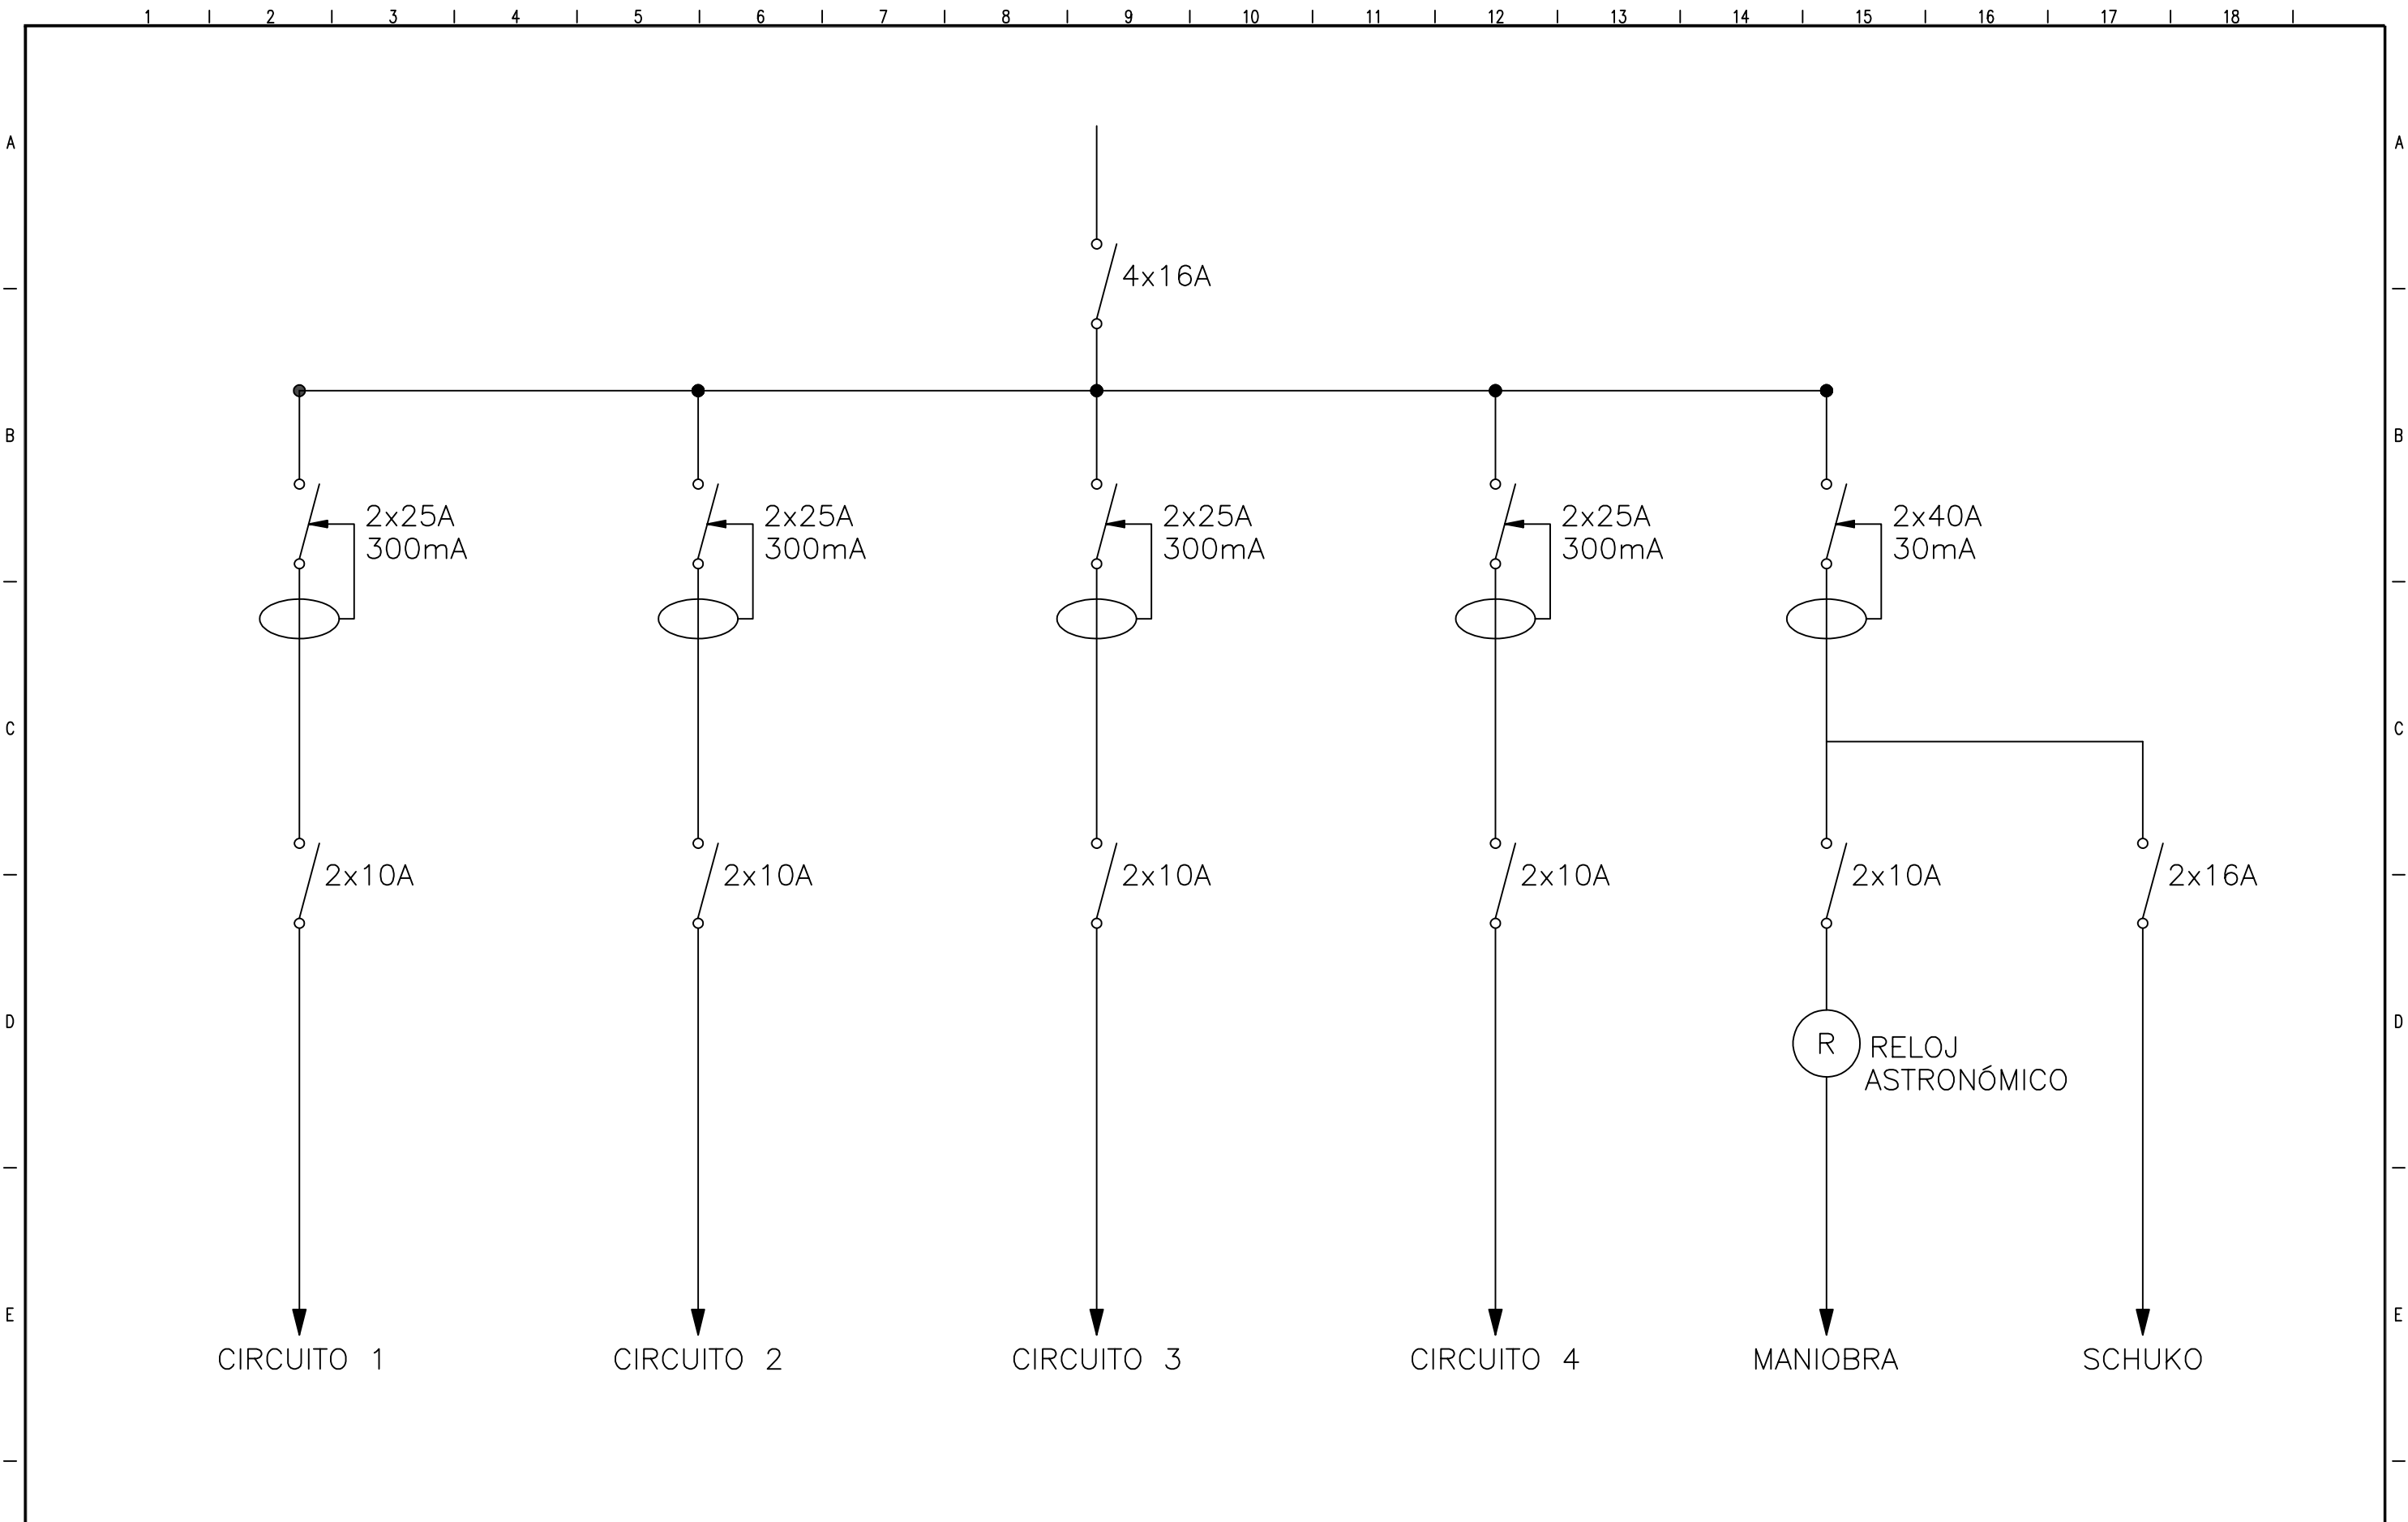 1 2 3 4 5 6 7 8 9 10 11 12 13 14 15 16 17 18
A A
4x16A
B B
2x25A 2x25A 2x25A 2x25A 2x40A
300mA 300mA 300mA 300mA 30mA
C C
2x10A 2x10A 2x10A 2x10A 2x10A 2x16A
D D
R RELOJ
ASTRONÓMICO
E E
CIRCUITO 1 CIRCUITO 2 CIRCUITO 3 CIRCUITO 4 MANIOBRA SCHUKO